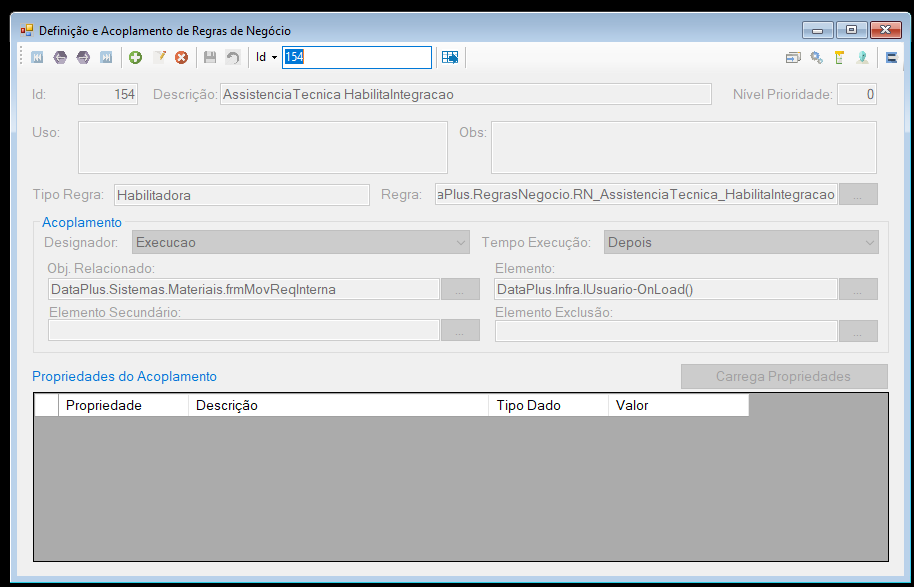 Definição e Acoplamento de Regras de Negócio
Id 154
Id: 154 Descrição: AssistenciaTecnica HabilitaIntegracao Nível Prioridade: 0
Uso: Obs:
Tipo Regra: Habilitadora Regra: aPlus.RegrasNegocio.RN_AssistenciaTecnica_HabilitaIntegracao ...
Acoplamento
Designador: Execucao Tempo Execução: Depois
Obj. Relacionado: Elemento:
DataPlus.Sistemas.Materiais.frmMovReqInterna ... DataPlus.Infra.IUsuario-OnLoad() ...
Elemento Secundário: Elemento Exclusão:
... ...
Propriedades do Acoplamento Carrega Propriedades
Propriedade Descrição Tipo Dado Valor